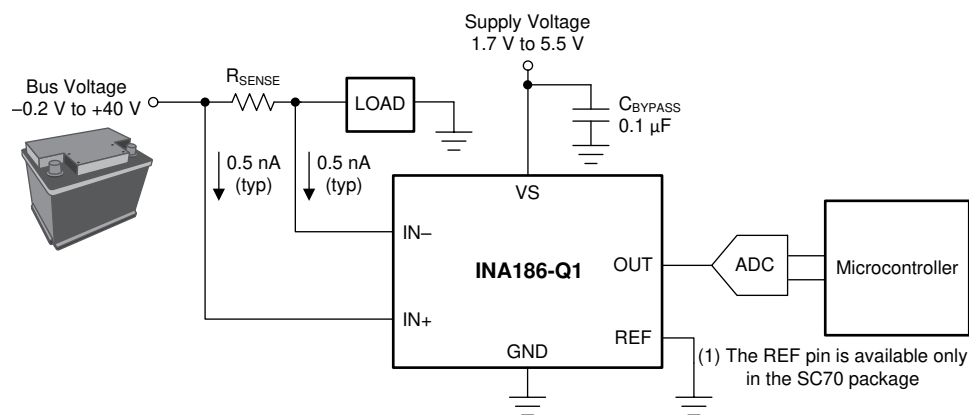 Supply Voltage
1.7 V to 5.5 V
Bus Voltage
–0.2 V to +40 V
RSENSE
LOAD
CBYPASS
0.1 µF
0.5 nA
(typ)
0.5 nA
(typ)
VS
IN–
INA186-Q1
OUT
ADC
Microcontroller
IN+
REF
GND
(1) The REF pin is available only
in the SC70 package